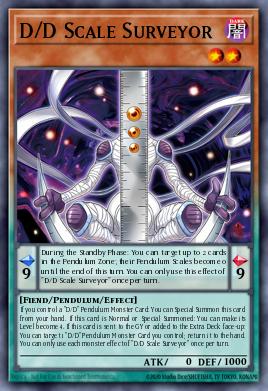 D/D Scale Surveyor
DARK
闇
During the Standby Phase: You can target up to 2 cards
in the Pendulum Zone; their Pendulum Scales become 0
until the end of this turn. You can only use this effect of
"D/D Scale Surveyor" once per turn.
9
9
[Fiend/Pendulum/Effect]
If you control a "D/D" Pendulum Monster Card: You can Special Summon this
card from your hand. If this card is Normal or Special Summoned: You can make its
Level become 4. If this card is sent to the GY or added to the Extra Deck face-up:
You can target 1 "D/D" Pendulum Monster Card you control; return it to the hand.
You can only use each monster effect of "D/D Scale Surveyor" once per turn.
ATK/ 0 DEF/1000